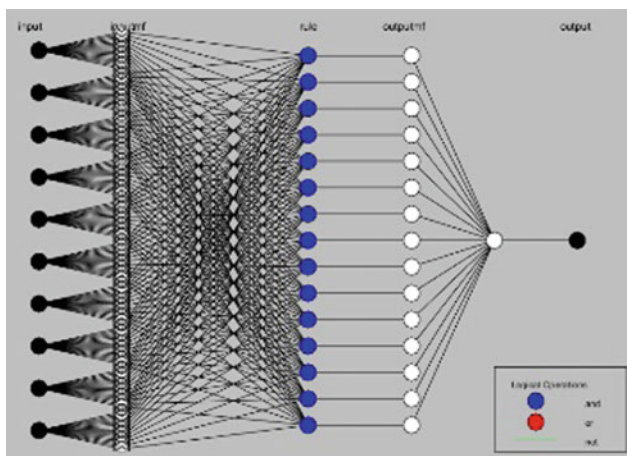 input inputmf rule outputmf output
Logical Operations
and
or
not